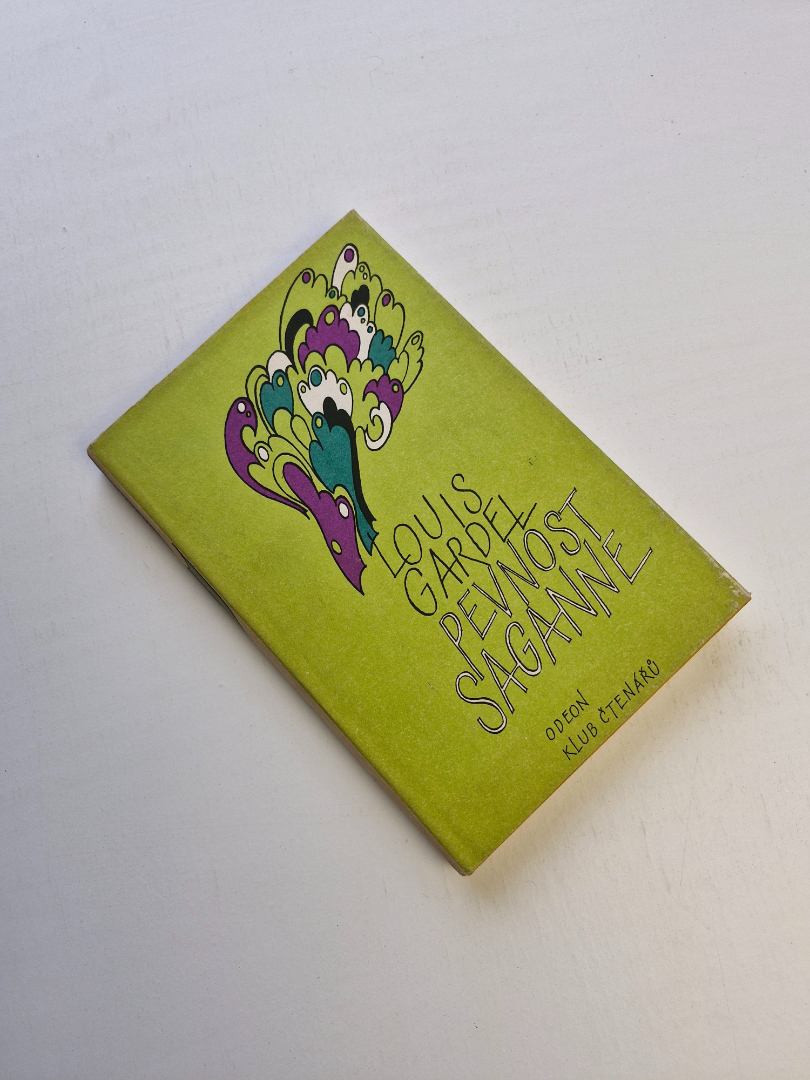 LOUIS
GARDEL
PEVNOST
SAGANNE
ODEON
KLUB ČTENÁŘŮ